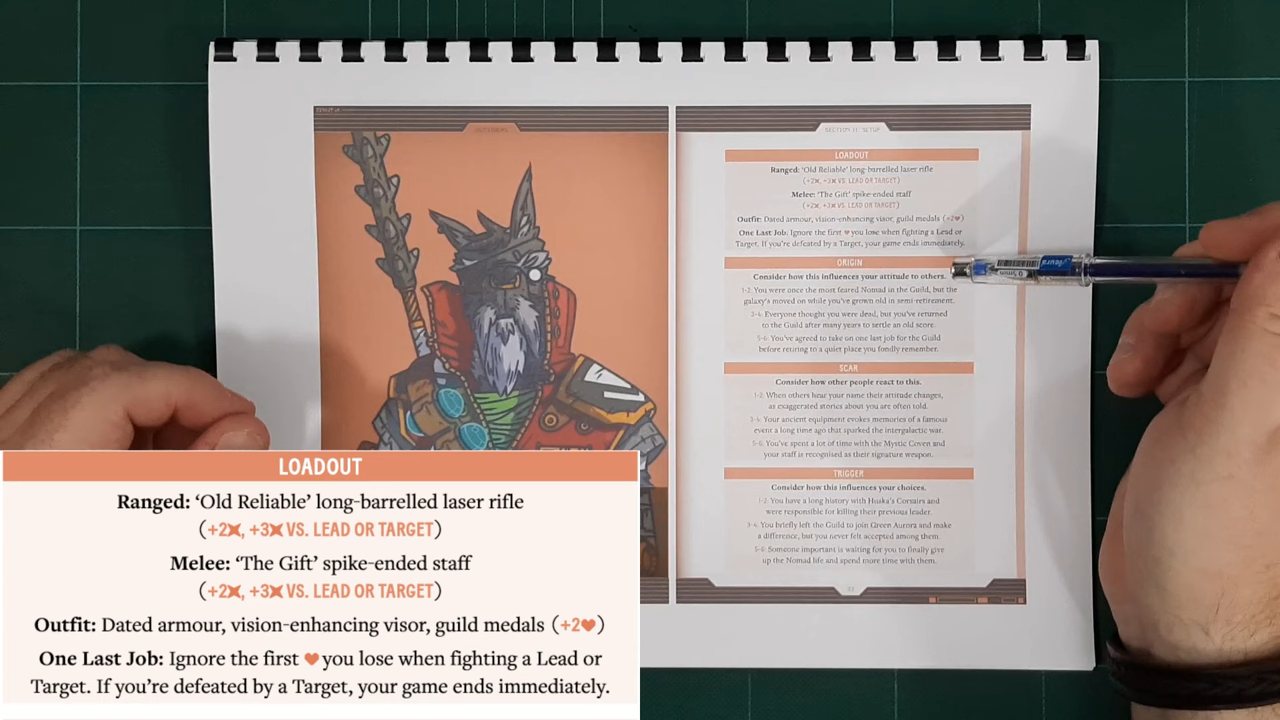 SECTION II: SETUP
LOADOUT
Ranged: 'Old Reliable' long-barrelled laser rifle
(+2, +3 VS. LEAD OR TARGET)
Melee: 'The Gift' spike-ended staff
(+2, +3 VS. LEAD OR TARGET)
Outfit: Dated armour, vision-enhancing visor, guild medals (+2♥)
One Last Job: Ignore the first ♥ you lose when fighting a Lead or
Target. If you're defeated by a Target, your game ends immediately.
ORIGIN
Consider how this influences your attitude to others.
1-2: You were once the most feared Nomad in the Guild, but the
galaxy's moved on while you've grown old in semi-retirement.
3-4: Everyone thought you were dead, but you've returned
to the Guild after many years to settle an old score.
5-6: You've agreed to take on one last job for the Guild
before retiring to a quiet place you fondly remember.
SCAR
Consider how other people react to this.
1-2: When others hear your name their attitude changes,
as exaggerated stories about you are often told.
3-4: Your ancient equipment evokes memories of a famous
event a long time ago that sparked the intergalactic war.
5-6: You've spent a lot of time with the Mystic Coven and
your staff is recognised as their signature weapon.
TRIGGER
Consider how this influences your choices.
1-2: You have a long history with Huska's Corsairs and
were responsible for killing their previous leader.
3-4: You briefly left the Guild to join Green Aurora and make
a difference, but you never felt accepted among them.
5-6: Someone important is waiting for you to finally give
up the Nomad life and spend more time with them.
LOADOUT
Ranged: 'Old Reliable' long-barrelled laser rifle
(+2, +3 VS. LEAD OR TARGET)
Melee: 'The Gift' spike-ended staff
(+2, +3 VS. LEAD OR TARGET)
Outfit: Dated armour, vision-enhancing visor, guild medals (+2♥)
One Last Job: Ignore the first ♥ you lose when fighting a Lead or
Target. If you're defeated by a Target, your game ends immediately.